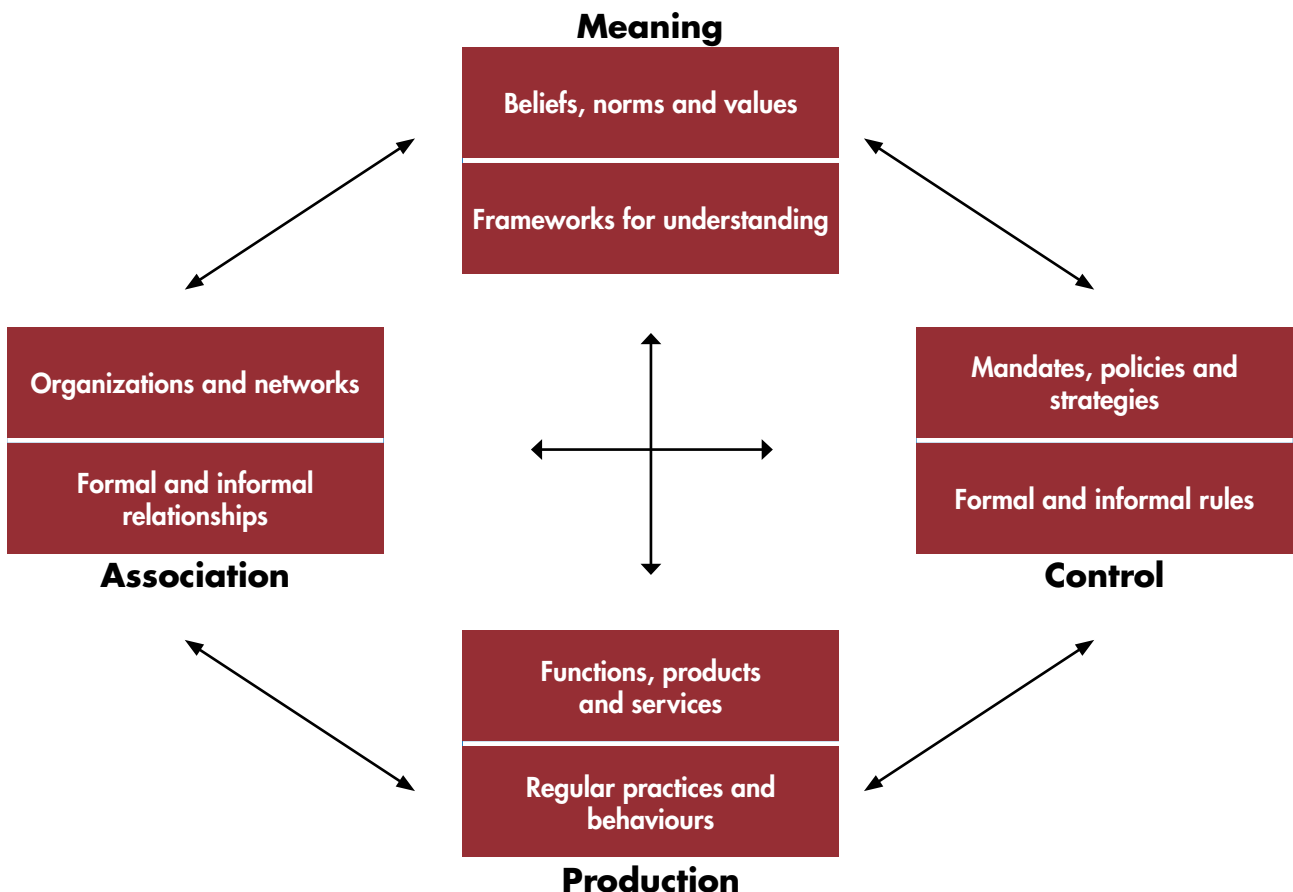 Meaning
Beliefs, norms and values
Frameworks for understanding
Organizations and networks
Formal and informal
relationships
Association
Mandates, policies and
strategies
Formal and informal rules
Control
Functions, products
and services
Regular practices and
behaviours
Production